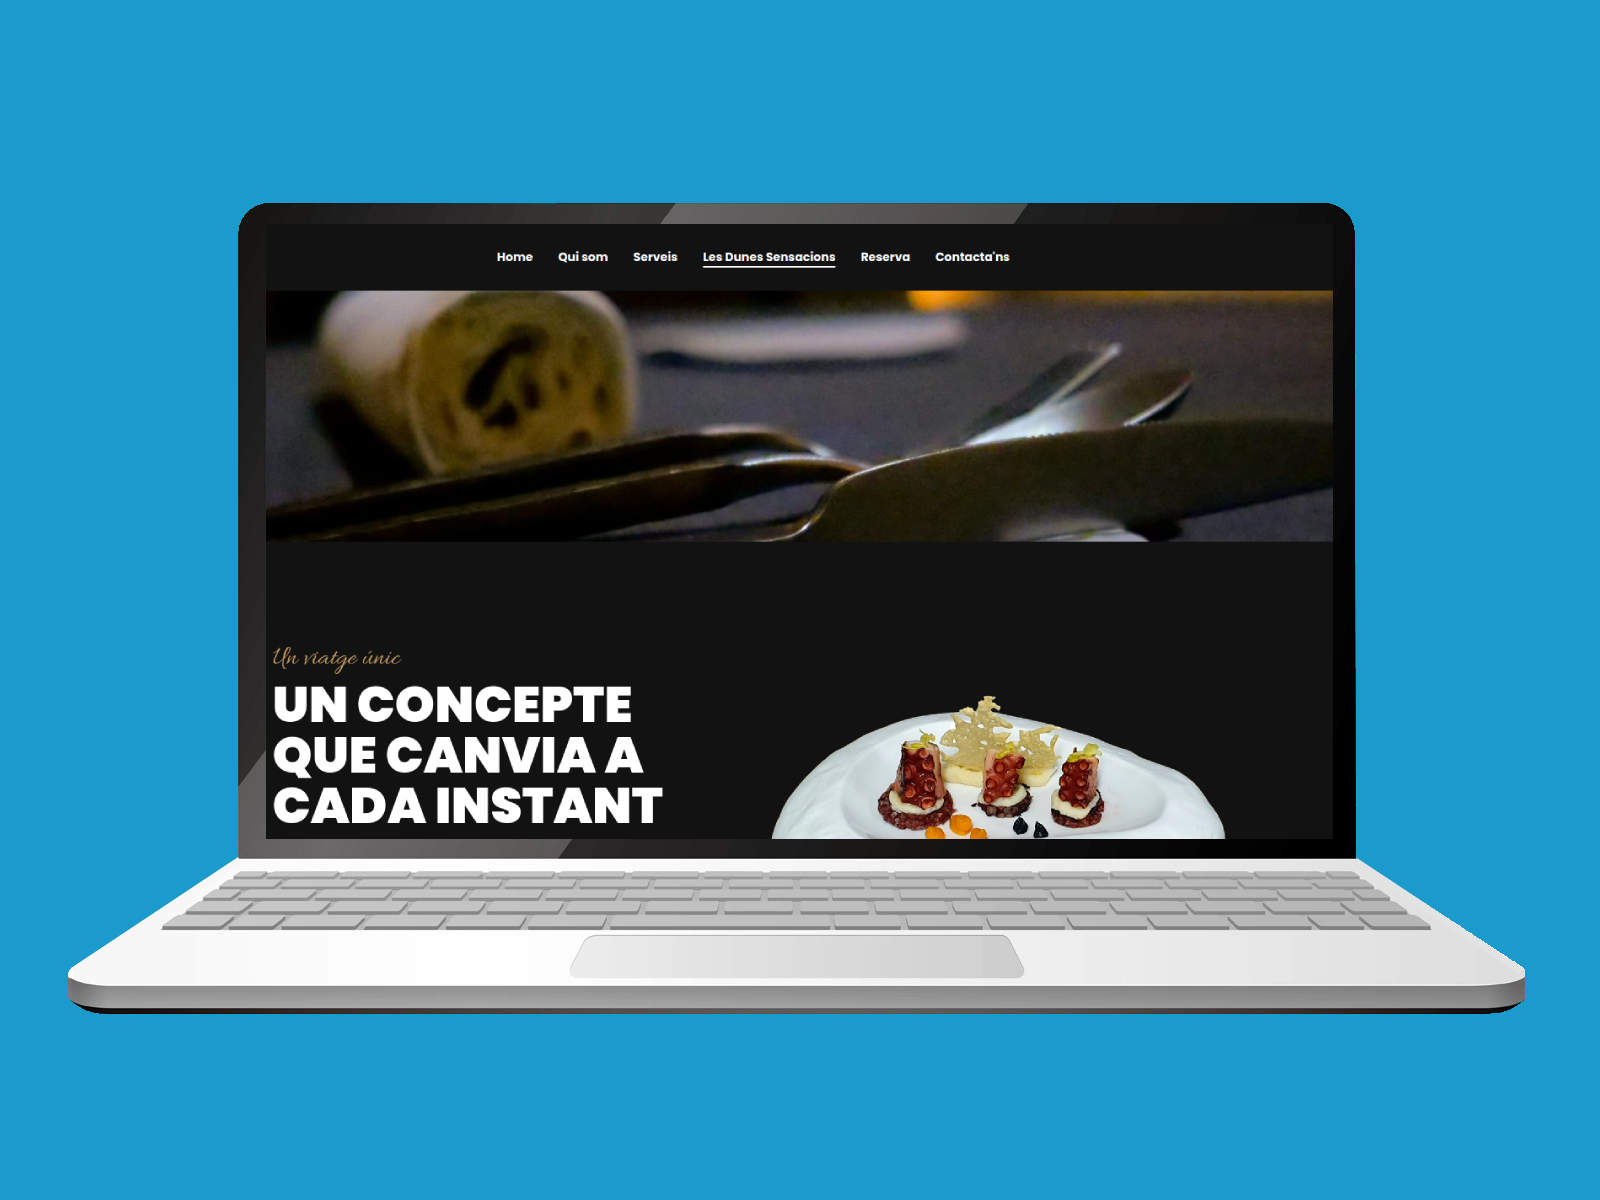 Home Qui som Serveis Les Dunes Sensacions Reserva Contacta'ns
Un viatge únic
UN CONCEPTE
QUE CANVIA A
CADA INSTANT